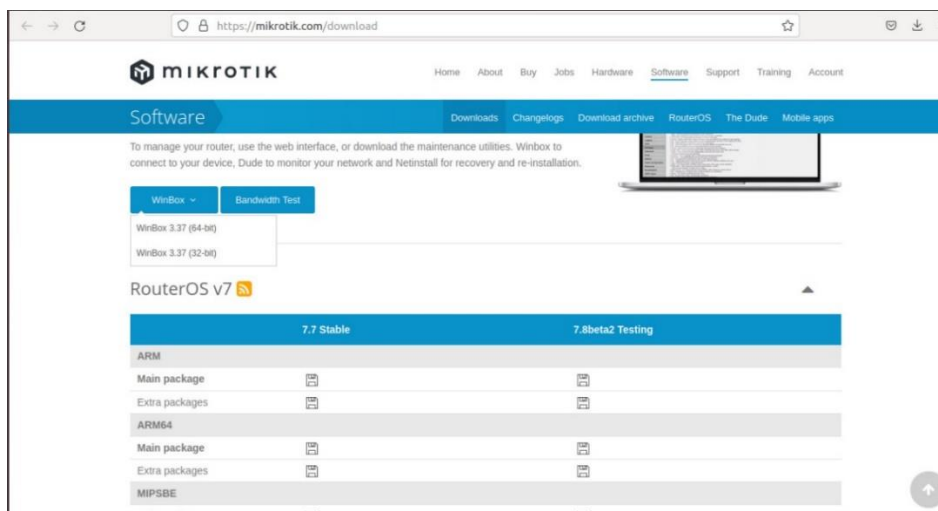 https://mikrotik.com/download
MIKROTIK
Home About Buy Jobs Hardware Software Support Training Account
Software
Downloads Changelogs Download archive RouterOS The Dude Mobile apps
To manage your router, use the web interface, or download the maintenance utilities. Winbox to
connect to your device, Dude to monitor your network and Netinstall for recovery and re-installation.
WinBox Bandwidth Test
WinBox 3.37 (64-bit)
WinBox 3.37 (32-bit)
RouterOS v7
7.7 Stable 7.8beta2 Testing
ARM
Main package
Extra packages
ARM64
Main package
Extra packages
MIPSBE